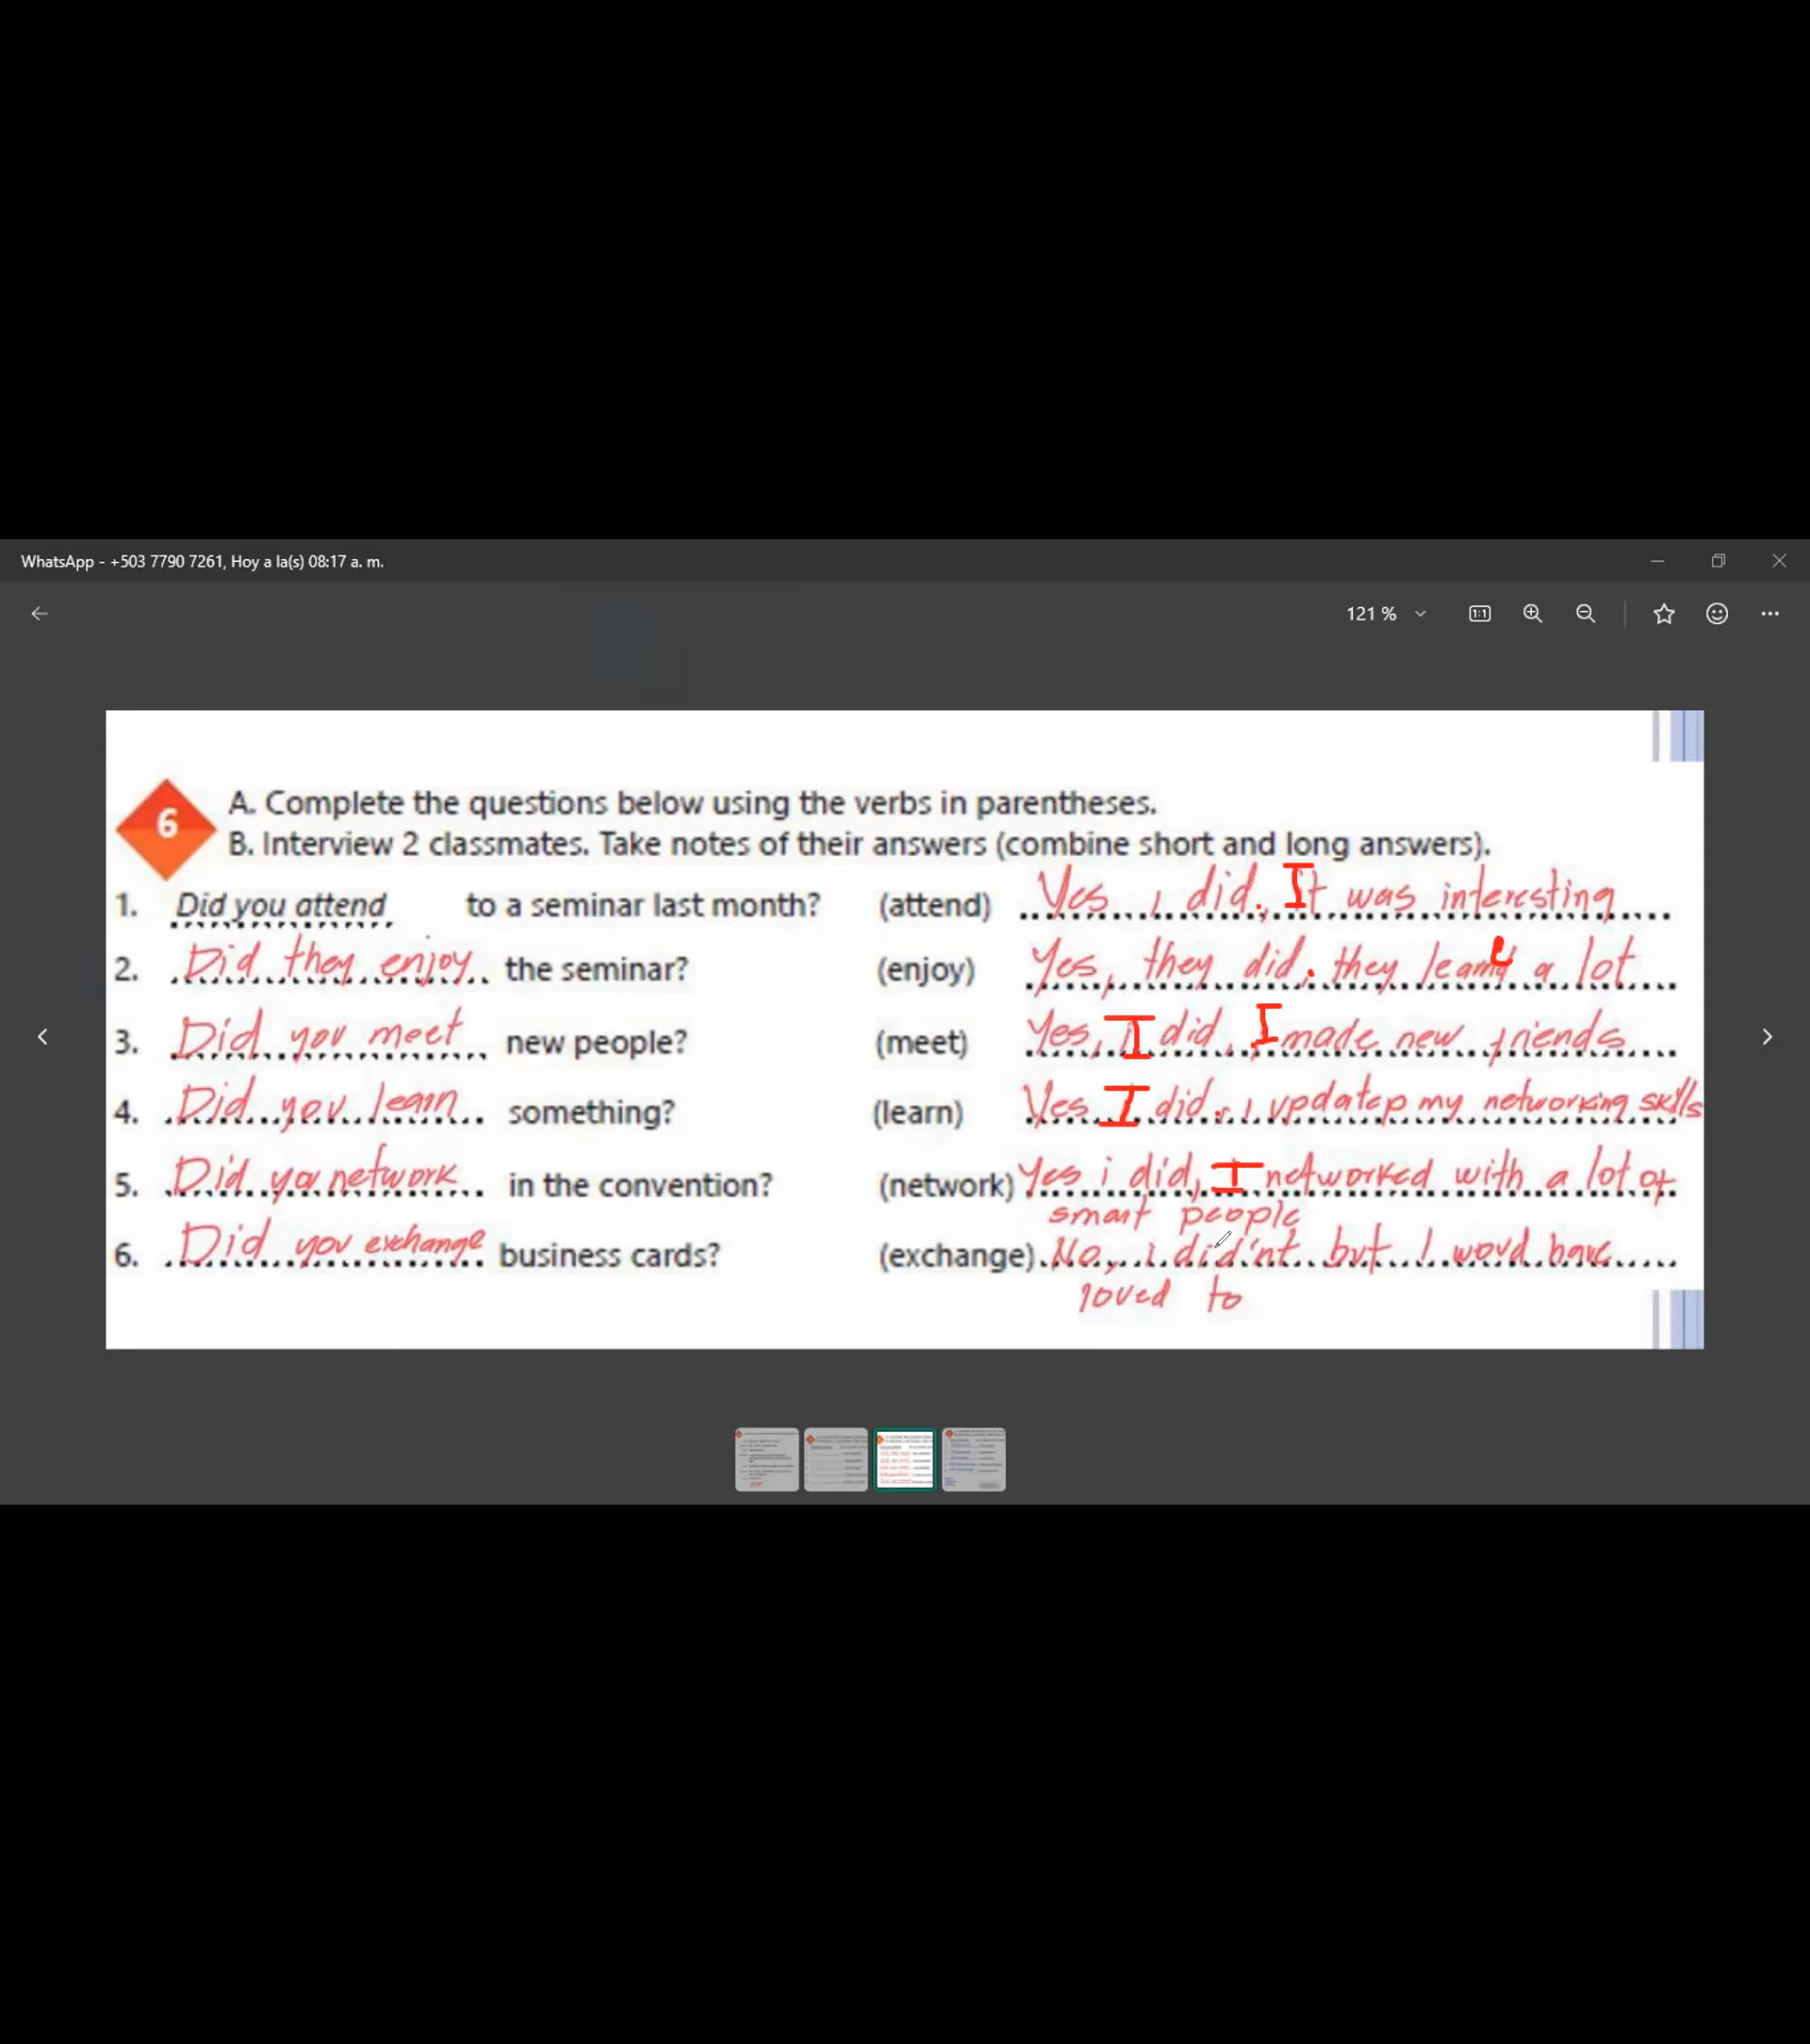 WhatsApp - +503 7790 7261, Hoy a la(s) 08:17 a. m.
121 %
1:1
6
A. Complete the questions below using the verbs in parentheses.
B. Interview 2 classmates. Take notes of their answers (combine short and long answers).
1. Did you attend to a seminar last month? (attend) Yes, i did. It was interesting
2. Did they enjoy the seminar? (enjoy) Yes, they did. they learne a lot
3. Did you meet new people? (meet) Yes, I did, I made new friends
4. Did you learn something? (learn) Yes I did. i my networking skills
5. Did you network in the convention? (network) Yes i did, I networked with a lot of
smart people
6. Did you exchange business cards? (exchange) No, i did'nt but I have
loved to